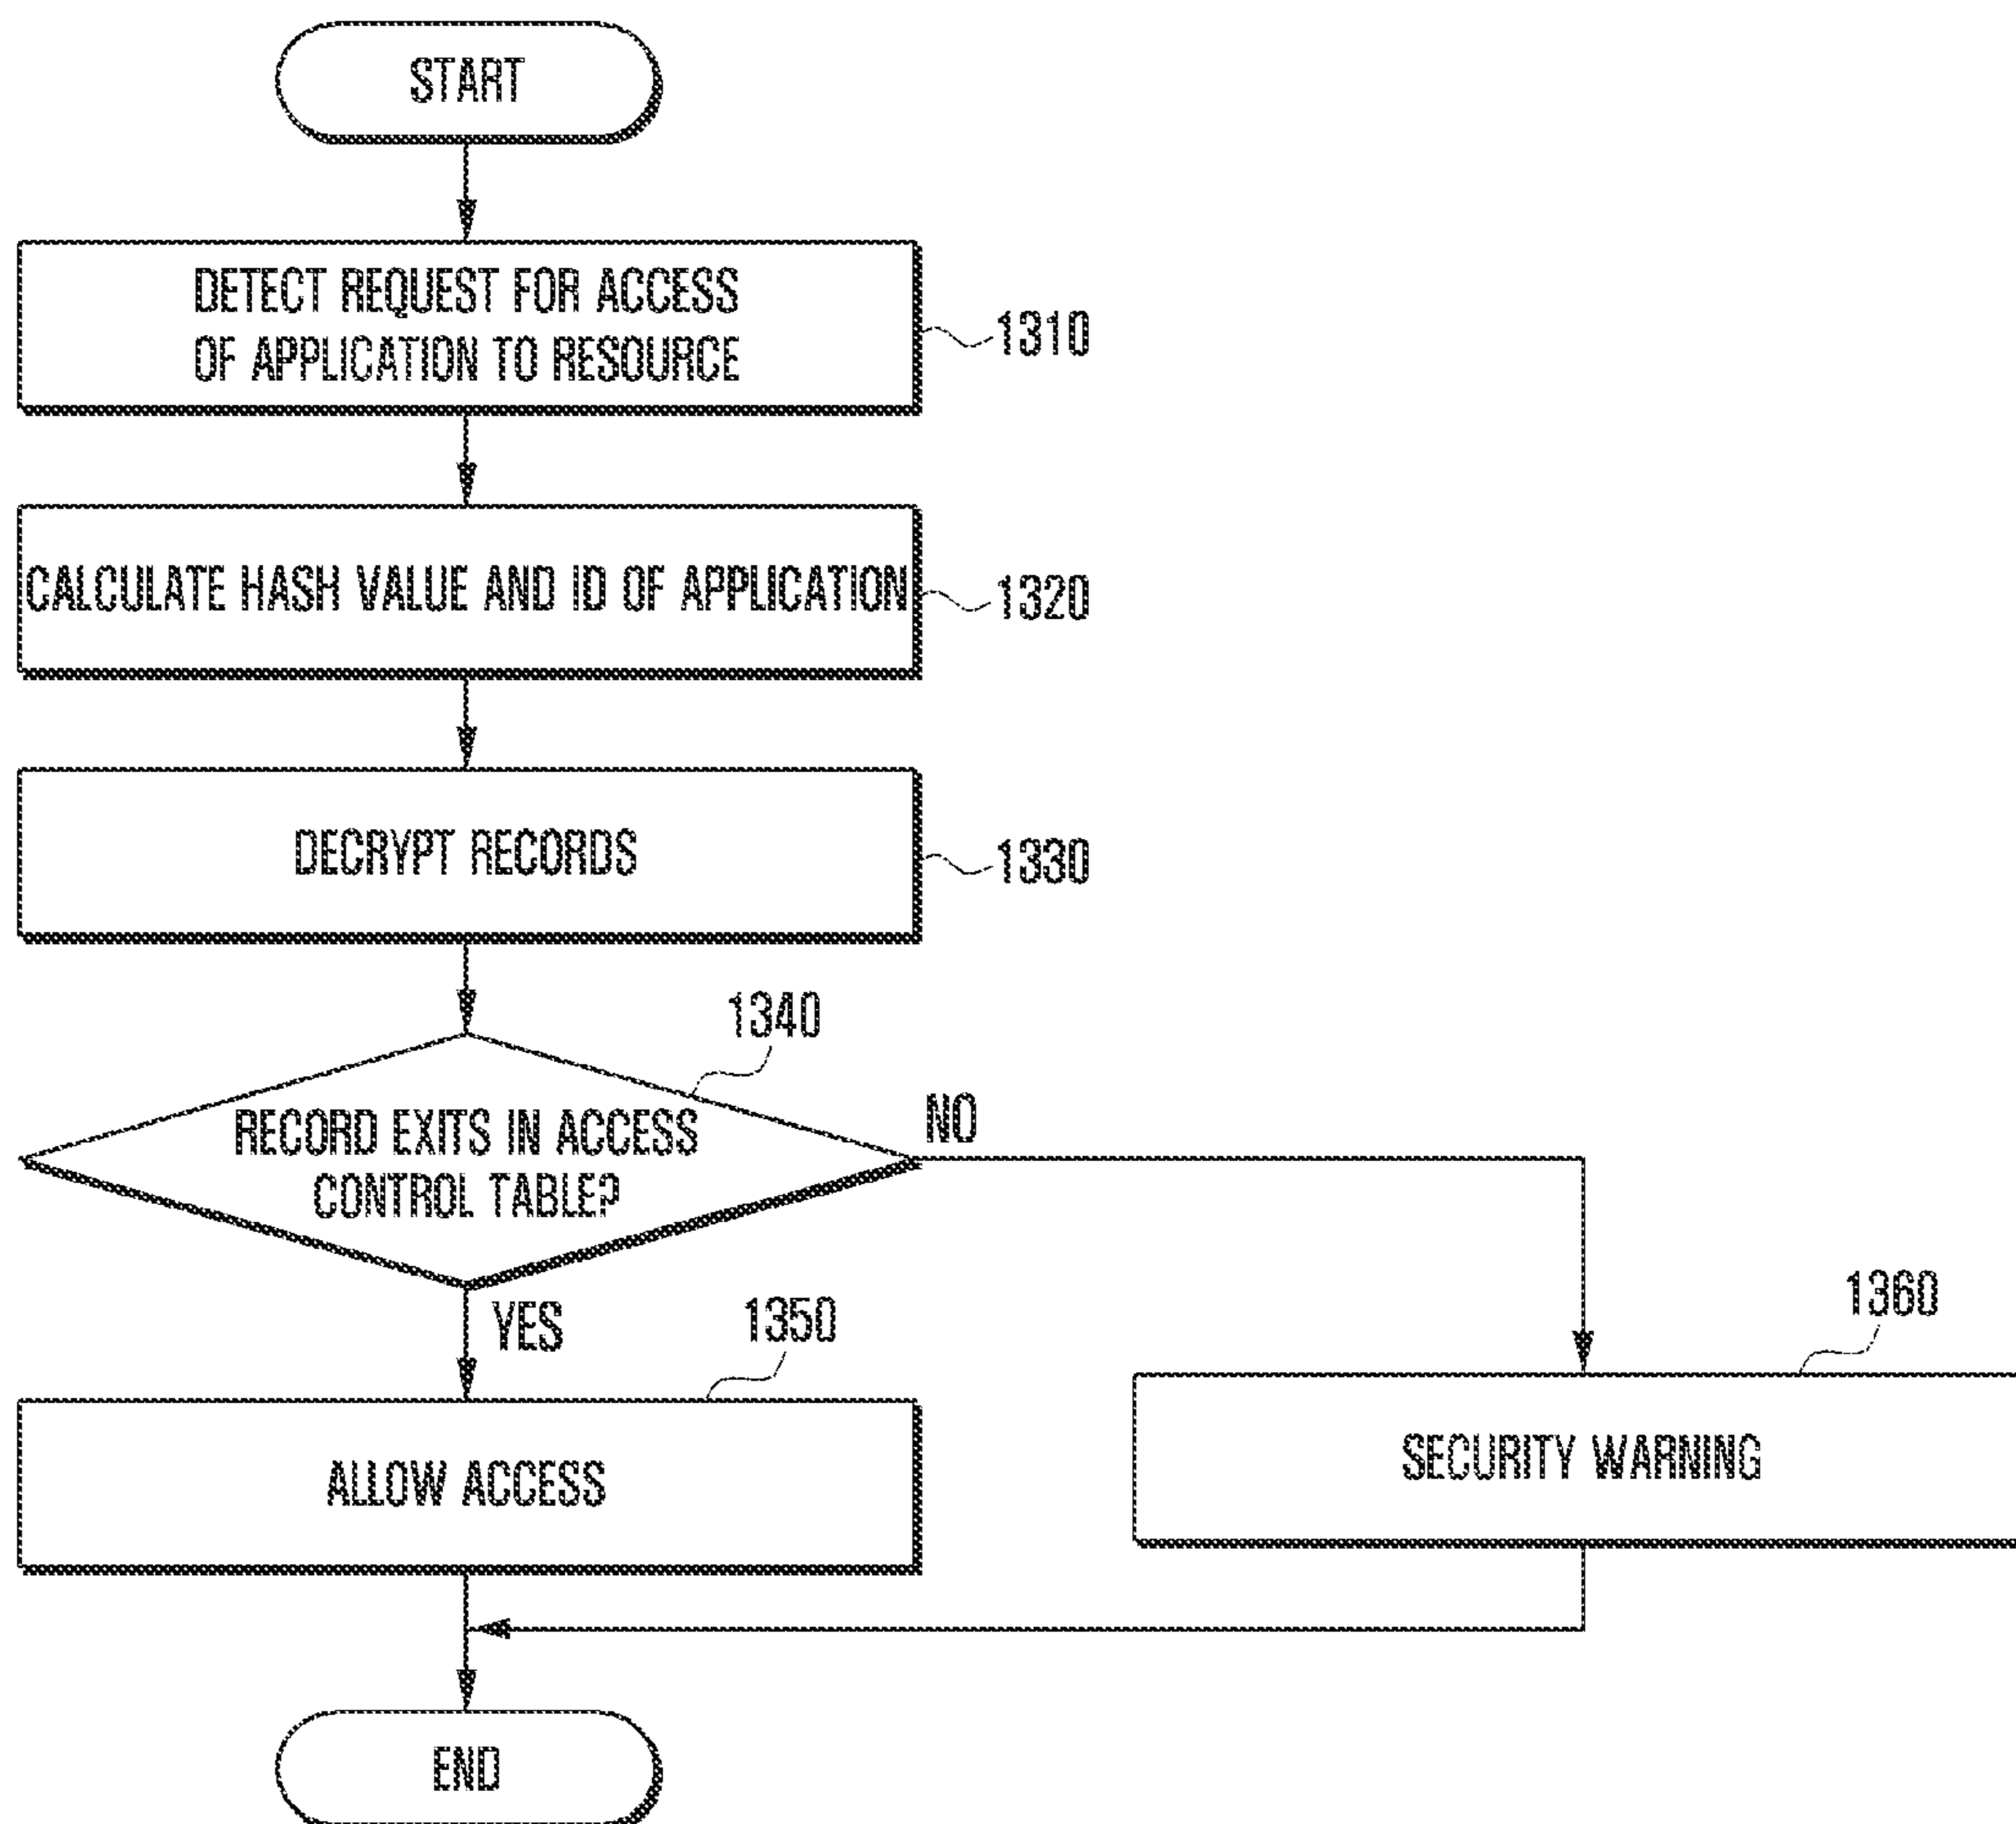 START
DETECT REQUEST FOR ACCESS
OF APPLICATION TO RESOURCE
1310
CALCULATE HASH VALUE AND ID OF APPLICATION
1320
DECRYPT RECORDS
1330
1340
RECORD EXITS IN ACCESS
CONTROL TABLE?
NO
YES
1350
1360
ALLOW ACCESS
SECURITY WARNING
END